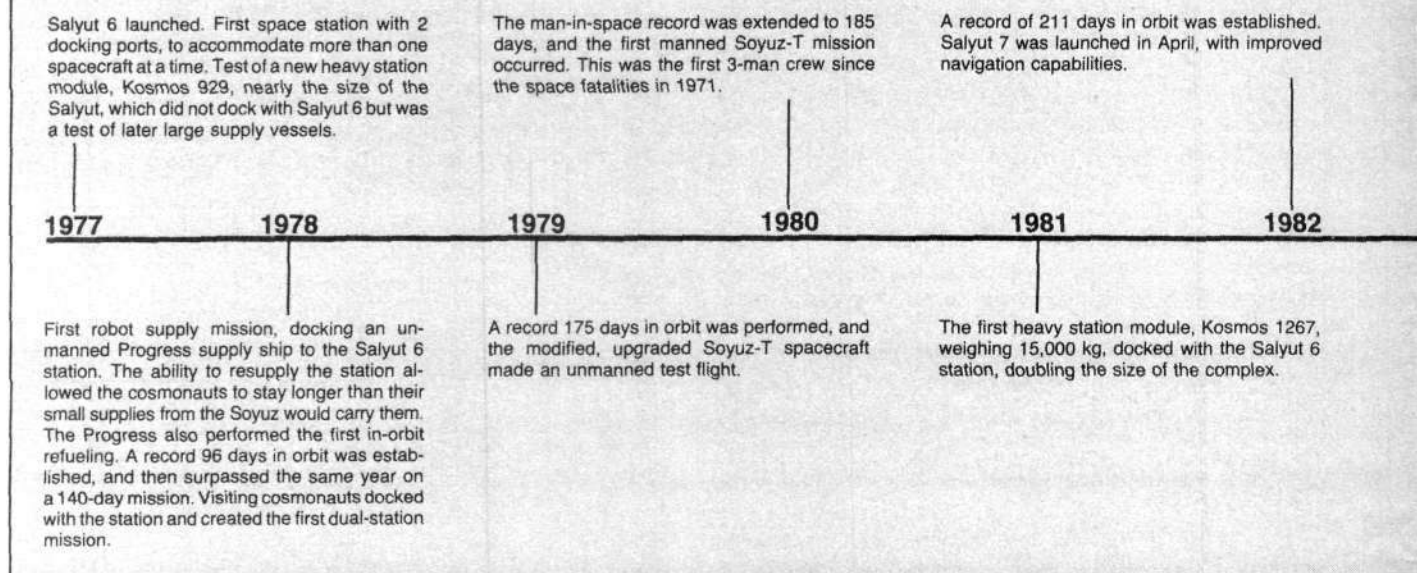 Salyut 6 launched. First space station with 2
docking ports, to accommodate more than one
spacecraft at a time. Test of a new heavy station
module, Kosmos 929, nearly the size of the
Salyut, which did not dock with Salyut 6 but was
a test of later large supply vessels.
The man-in-space record was extended to 185
days, and the first manned Soyuz-T mission
occurred. This was the first 3-man crew since
the space fatalities in 1971.
A record of 211 days in orbit was established.
Salyut 7 was launched in April, with improved
navigation capabilities.
1977 1978 1979 1980 1981 1982
First robot supply mission, docking an un-
manned Progress supply ship to the Salyut 6
station. The ability to resupply the station al-
lowed the cosmonauts to stay longer than their
small supplies from the Soyuz would carry them.
The Progress also performed the first in-orbit
refueling. A record 96 days in orbit was estab-
lished, and then surpassed the same year on
a 140-day mission. Visiting cosmonauts docked
with the station and created the first dual-station
mission.
A record 175 days in orbit was performed, and
the modified, upgraded Soyuz-T spacecraft
made an unmanned test flight.
The first heavy station module, Kosmos 1267,
weighing 15,000 kg, docked with the Salyut 6
station, doubling the size of the complex.